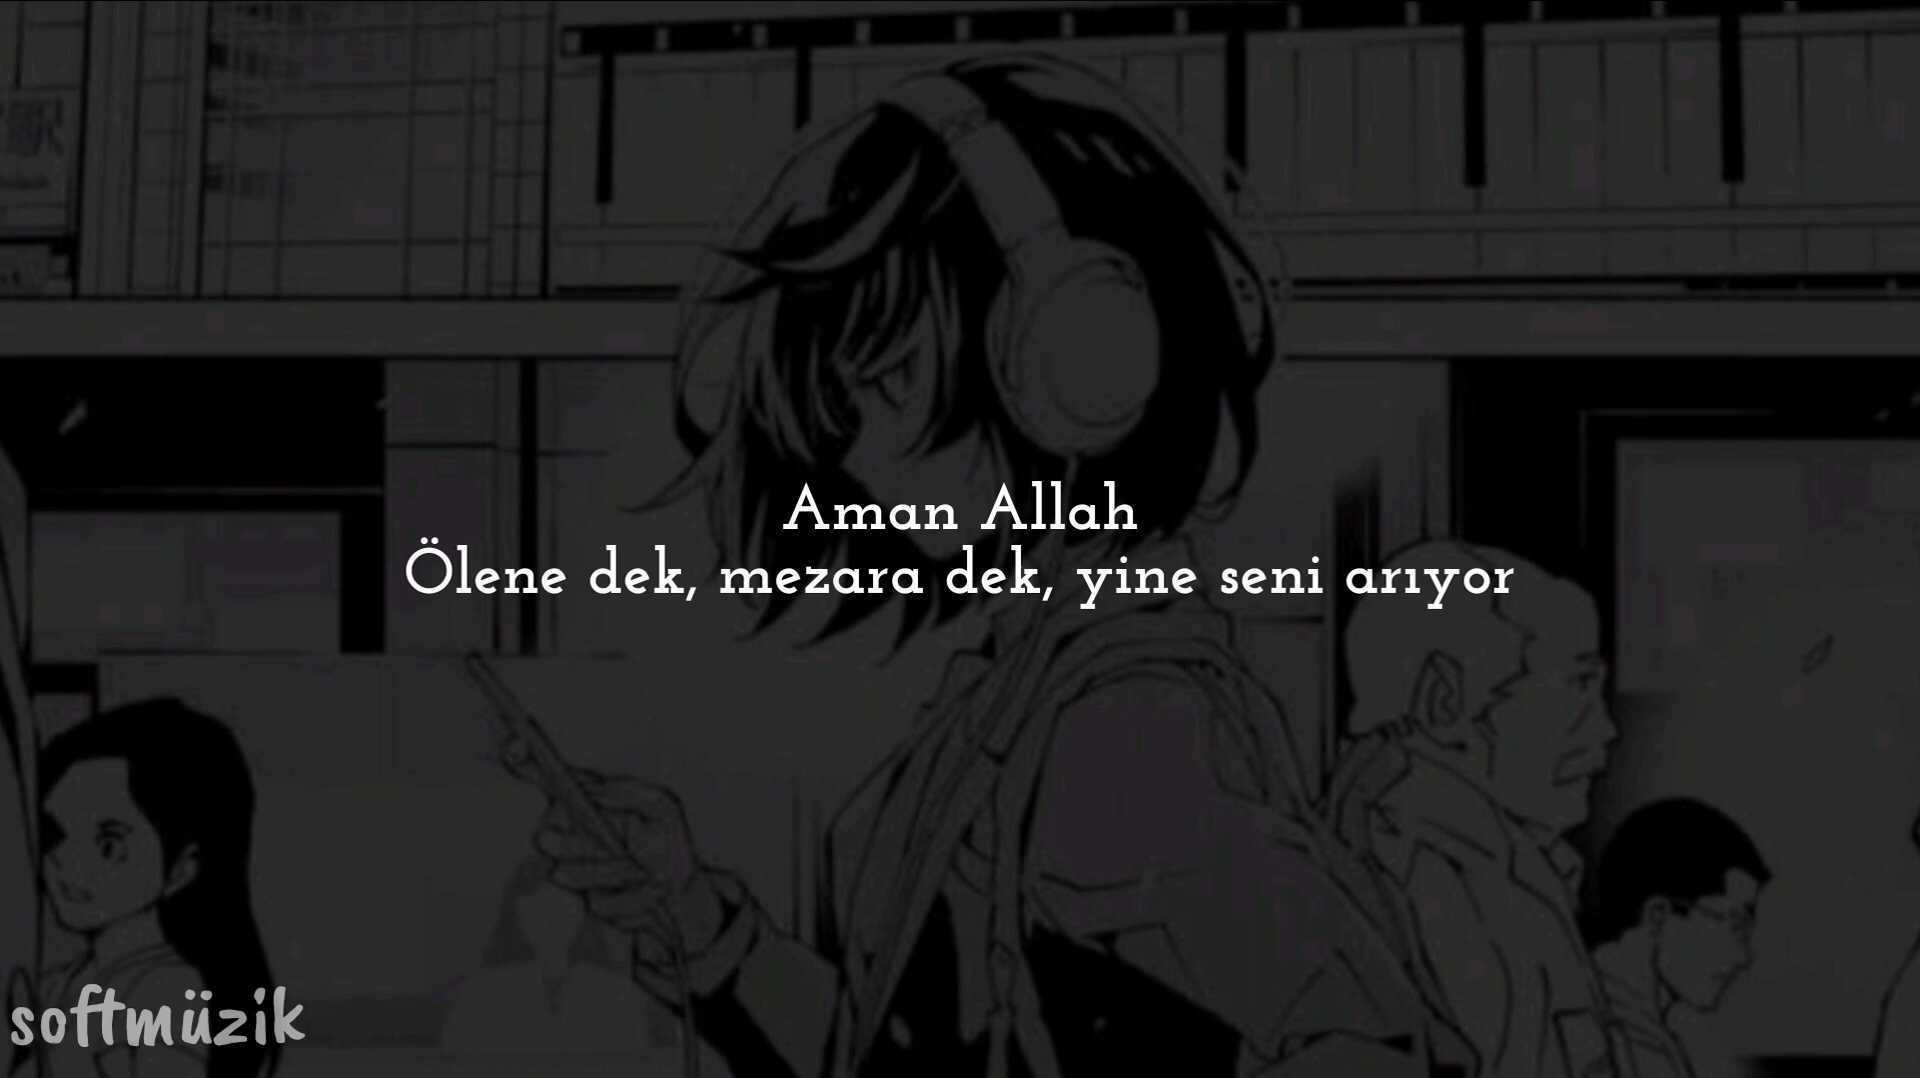 Aman Allah
Ölene dek, mezara dek, yine seni arıyor
softmüzik